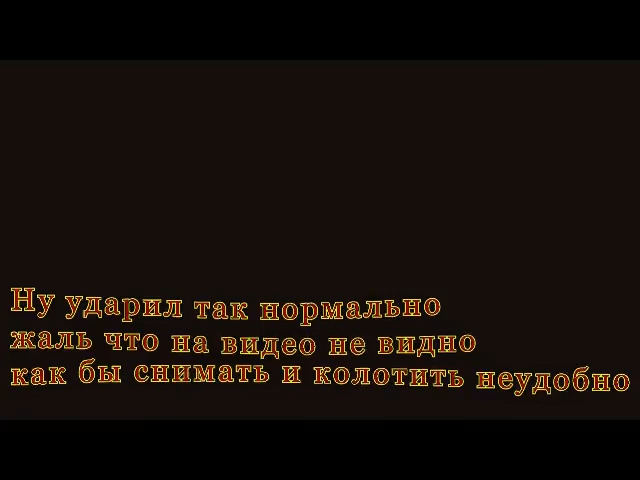 Ну ударил так нормально
жаль что на видео не видно
как бы снимать и колотить неудобно